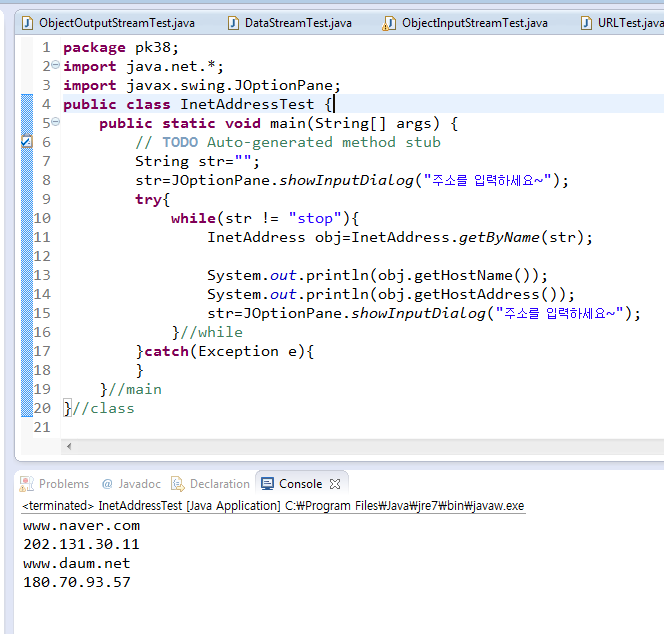 ObjectOutputStreamTest.java DataStreamTest.java ObjectInputStreamTest.java URLTest.java
1 package pk38;
2 import java.net.*;
3 import javax.swing.JOptionPane;
4 public class InetAddressTest {
5 public static void main(String[] args) {
6 // TODO Auto-generated method stub
7 String str="";
8 str=JOptionPane.showInputDialog("주소를 입력하세요~");
9 try{
10 while(str != "stop"){
11 InetAddress obj=InetAddress.getByName(str);
12
13 System.out.println(obj.getHostName());
14 System.out.println(obj.getHostAddress());
15 str=JOptionPane.showInputDialog("주소를 입력하세요~");
16 }//while
17 }catch(Exception e){
18 }
19 }//main
20 }//class
21
Problems @ Javadoc Declaration Console
<terminated> InetAddressTest [Java Application] C:₩Program Files₩Java₩jre7₩bin₩javaw.exe
www.naver.com
202.131.30.11
www.daum.net
180.70.93.57